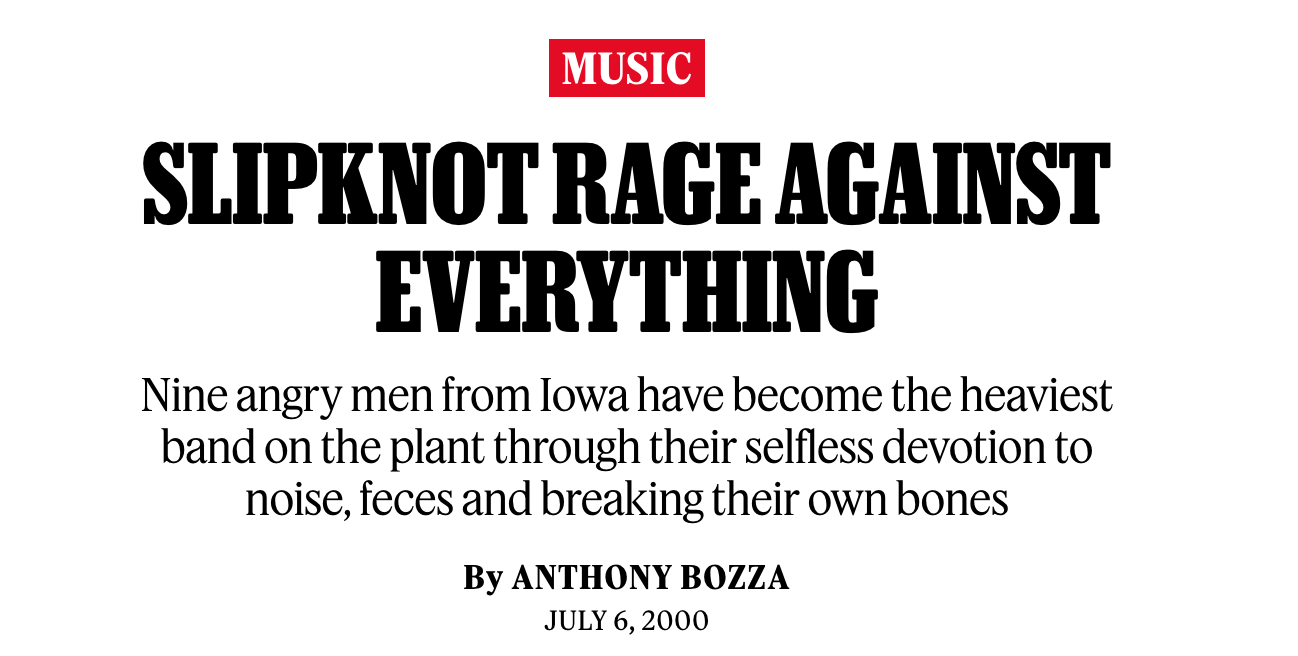 MUSIC
SLIPKNOT RAGE AGAINST
EVERYTHING
Nine angry men from Iowa have become the heaviest
band on the plant through their selfless devotion to
noise, feces and breaking their own bones
By ANTHONY BOZZA
JULY 6, 2000